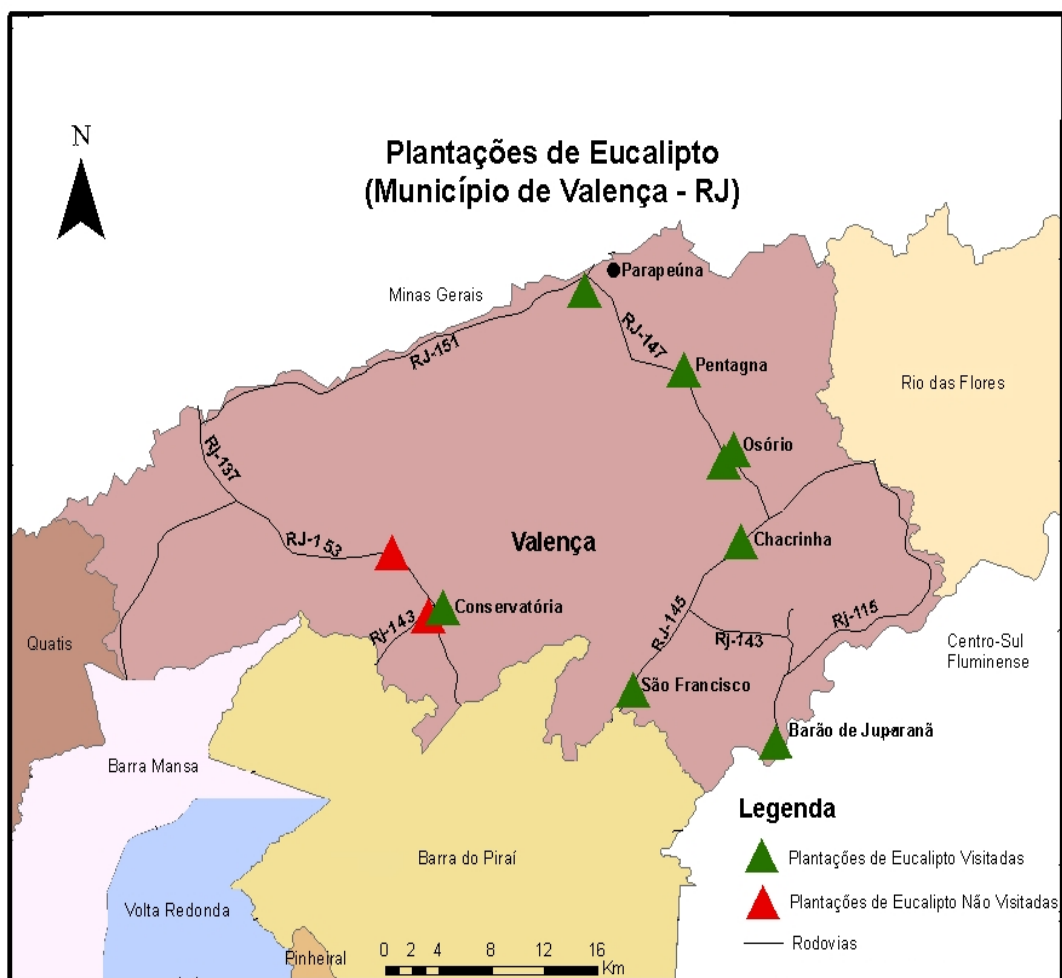 N
Plantações de Eucalipto
(Município de Valença - RJ)
Parapeúna
Minas Gerais
RJ-151
RJ-147
Pentagna
Rio das Flores
Osório
Rj-137
RJ-153
Valença
Chacrinha
Conservatória
Rj-143
RJ-145
Rj-143
Rj-115
Quatis
Centro-Sul
Fluminense
São Francisco
Barão de Juparanã
Barra Mansa
Legenda
Plantações de Eucalipto Visitadas
Barra do Piraí
Plantações de Eucalipto Não Visitadas
Volta Redonda
Rodovias
Pinheiral
0 2 4 8 12 16
Km